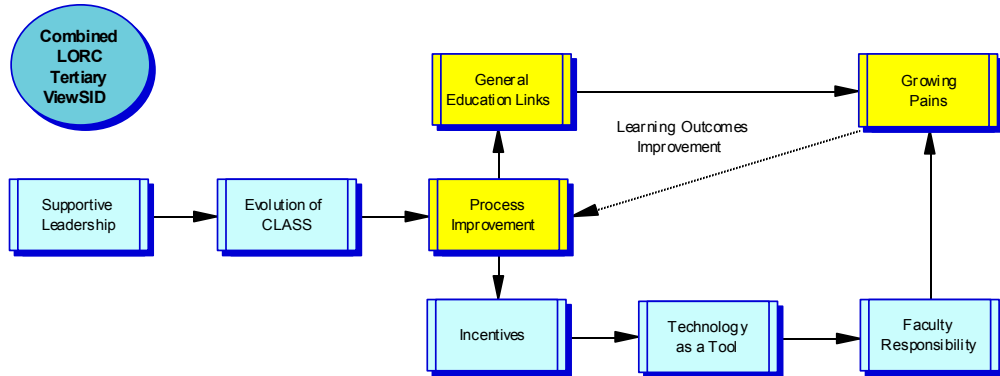 Combined
LORC
Tertiary
ViewSID
General
Education Links
Growing
Pains
Learning Outcomes
Improvement
Supportive
Leadership
Evolution of
CLASS
Process
Improvement
Incentives
Technology
as a Tool
Faculty
Responsibility